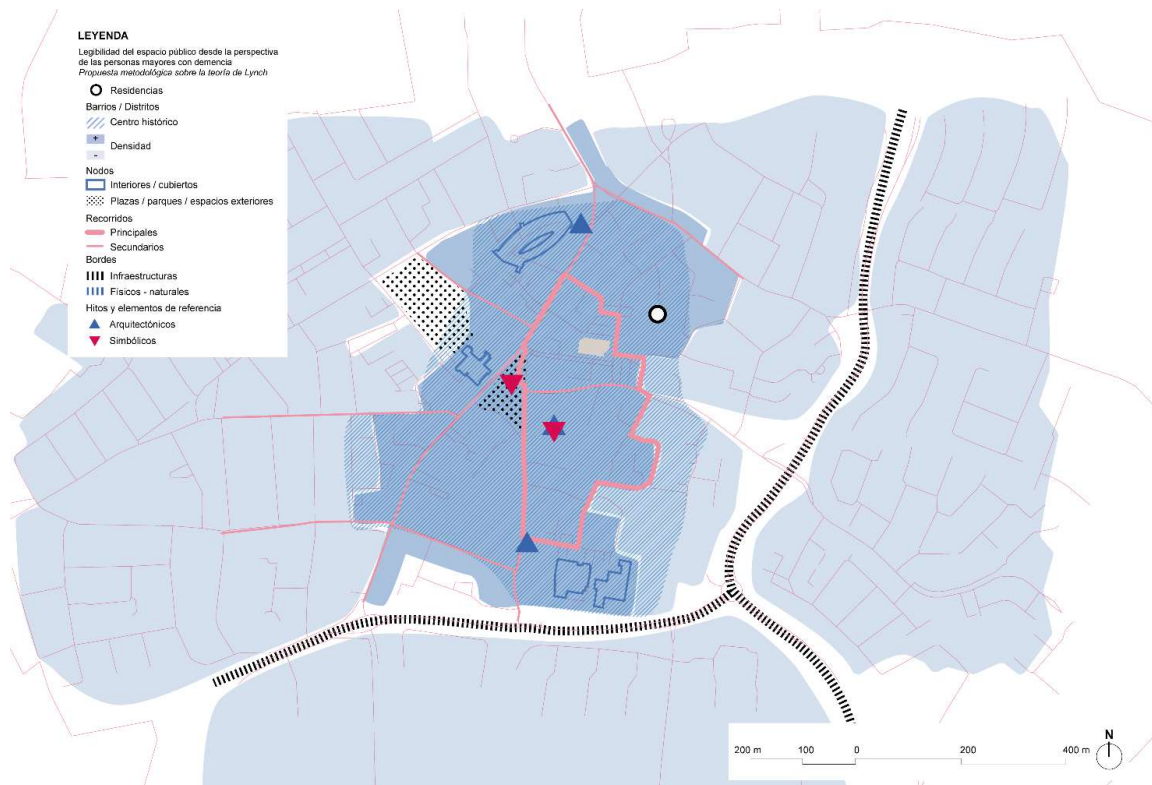 LEYENDA
Legibilidad del espacio público desde la perspectiva
de las personas mayores con demencia
Propuesta metodológica sobre la teoría de Lynch
Residencias
Barrios / Distritos
Centro histórico
+
Densidad
-
Nodos
Interiores / cubiertos
Plazas / parques / espacios exteriores
Recorridos
Principales
Secundarios
Bordes
Infraestructuras
Físicos - naturales
Hitos y elementos de referencia
Arquitectónicos
Simbólicos
N
200 m 100 0 200 400 m